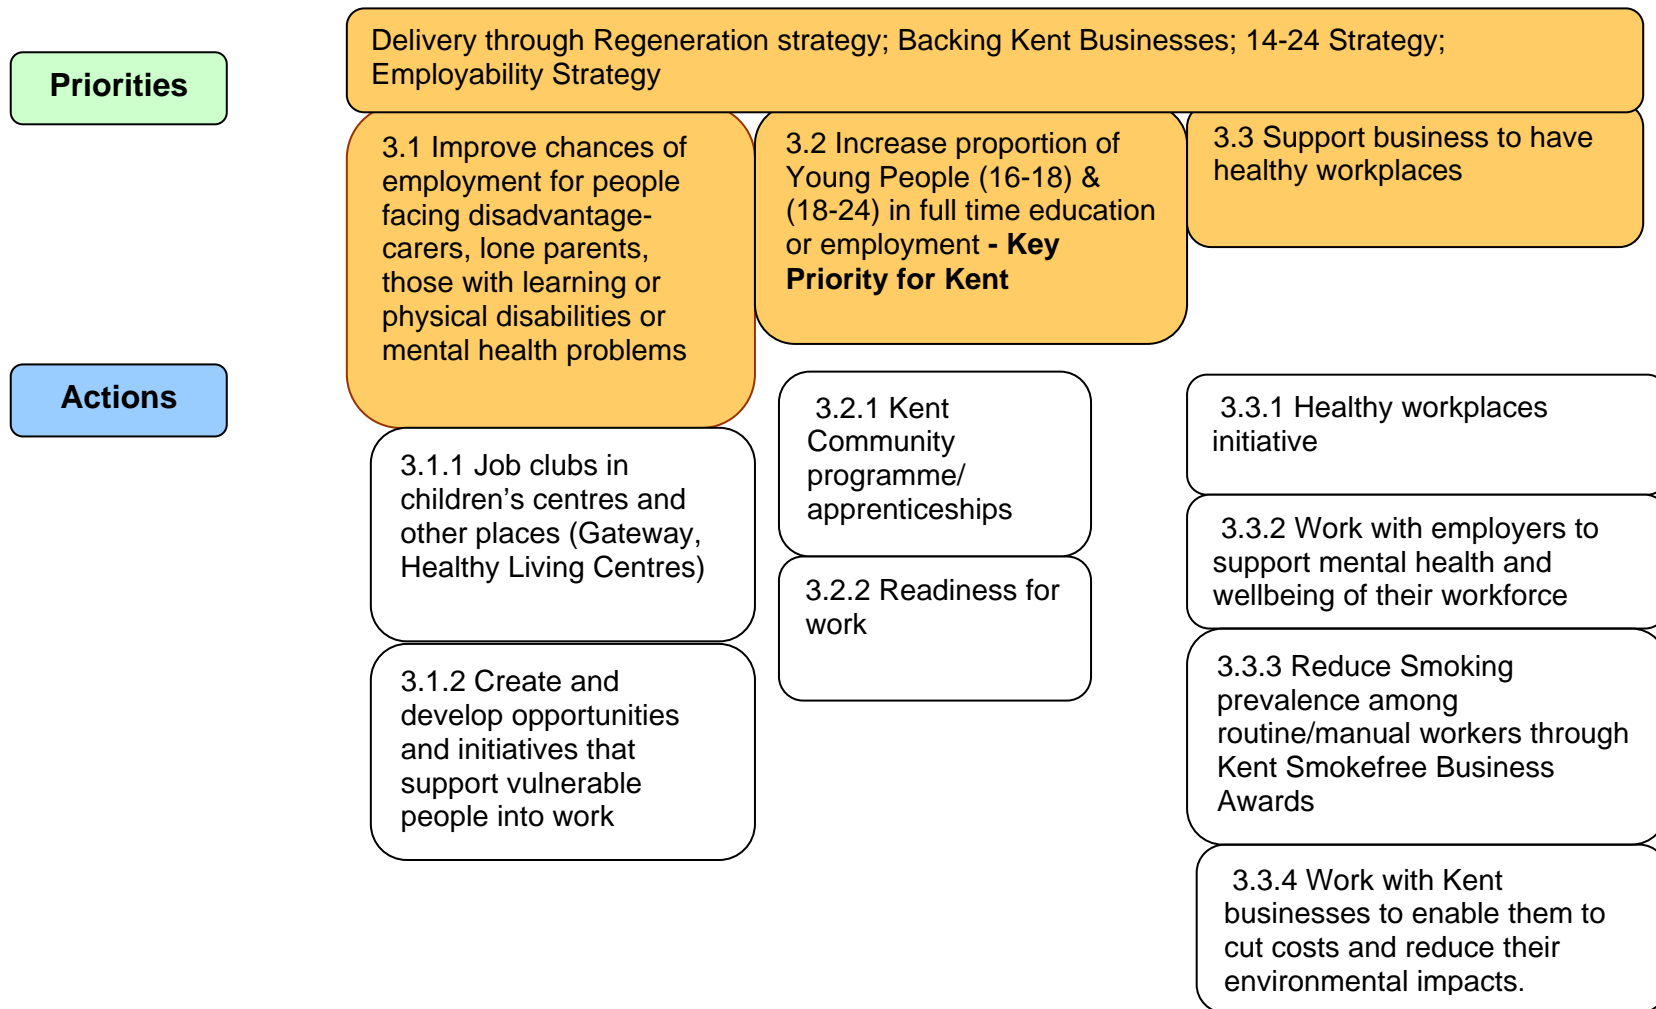 Priorities
Delivery through Regeneration strategy; Backing Kent Businesses; 14-24 Strategy;
Employability Strategy
3.1 Improve chances of
employment for people
facing disadvantage-
carers, lone parents,
those with learning or
physical disabilities or
mental health problems
3.2 Increase proportion of
Young People (16-18) &
(18-24) in full time education
or employment - Key
Priority for Kent
3.3 Support business to have
healthy workplaces
Actions
3.1.1 Job clubs in
children’s centres and
other places (Gateway,
Healthy Living Centres)
3.1.2 Create and
develop opportunities
and initiatives that
support vulnerable
people into work
3.2.1 Kent
Community
programme/
apprenticeships
3.2.2 Readiness for
work
3.3.1 Healthy workplaces
initiative
3.3.2 Work with employers to
support mental health and
wellbeing of their workforce
3.3.3 Reduce Smoking
prevalence among
routine/manual workers through
Kent Smokefree Business
Awards
3.3.4 Work with Kent
businesses to enable them to
cut costs and reduce their
environmental impacts.